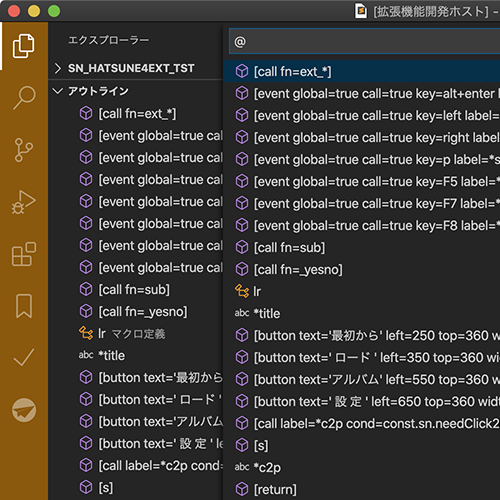 [拡張機能開発ホスト] -
エクスプローラー
SN_HATSUNE4EXT_TST
アウトライン
[call fn=ext_*]
[event global=true cal
[event global=true cal
[event global=true cal
[event global=true cal
[event global=true cal
[event global=true cal
[event global=true cal
[call fn=sub]
[call fn=_yesno]
lr マクロ定義
*title
[button text='最初から
[button text=' ロード '
[button text='アルバム'
[button text=' 設 定 '
[call label=*c2p cond=
[s]
@
[call fn=ext_*]
[event global=true call=true key=alt+enter l
[event global=true call=true key=left label=
[event global=true call=true key=right label
[event global=true call=true key=p label=*s
[event global=true call=true key=F5 label=*
[event global=true call=true key=F7 label=*
[event global=true call=true key=F8 label=*
[call fn=sub]
[call fn=_yesno]
lr
*title
[button text='最初から' left=250 top=360 w
[button text=' ロード ' left=350 top=360 wid
[button text='アルバム' left=550 top=360 w
[button text=' 設 定 ' left=650 top=360 widt
[call label=*c2p cond=const.sn.needClick2
[s]
*c2p
[return]